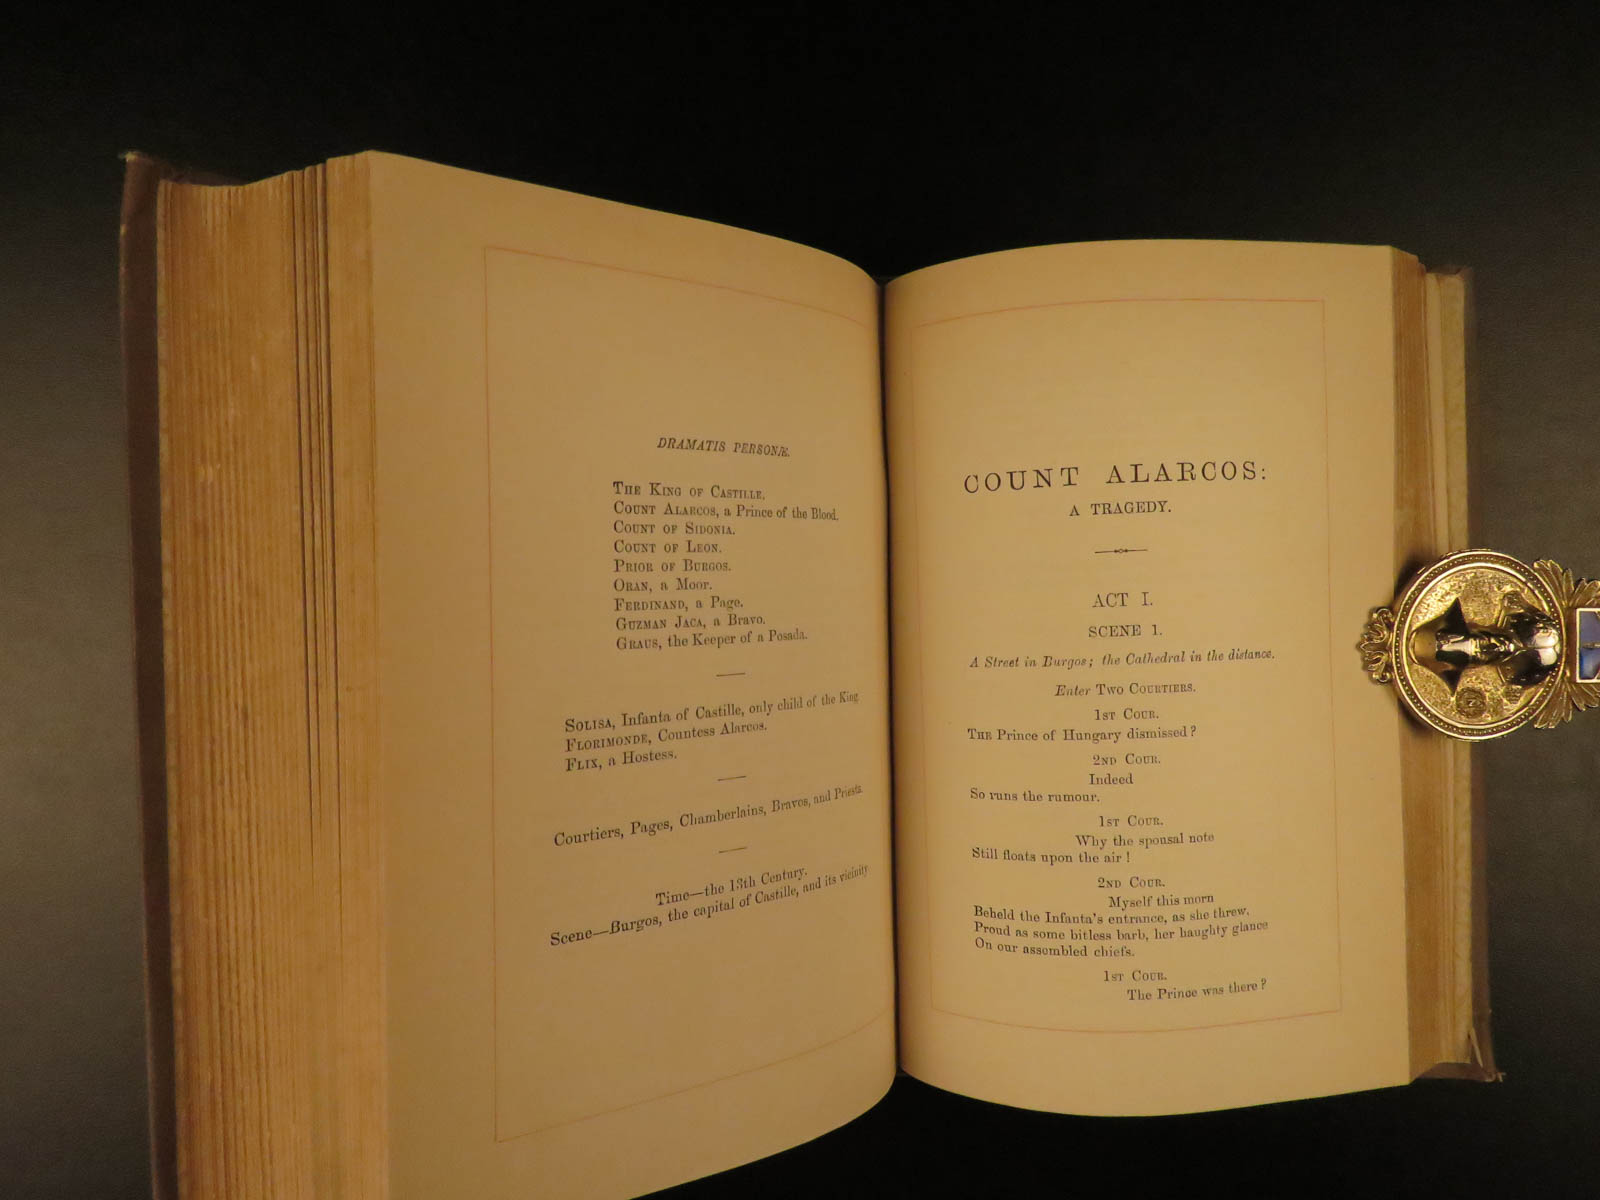 DRAMATIS PERSONÆ.
THE KING OF CASTILLE.
COUNT ALARCOS, a Prince of the Blood.
COUNT OF SIDONIA.
COUNT OF LEON.
PRIOR OF BURGOS.
ORAN, a Moor.
FERDINAND, a Page.
GUZMAN JACA, a Bravo.
GRAUS, the Keeper of a Posada.
SOLISA, Infanta of Castille, only child of the King.
FLORIMONDE, Countess Alarcos.
FLIX, a Hostess.
Courtiers, Pages, Chamberlains, Bravos, and Priests.
Time—the 13th Century.
Scene—Burgos, the capital of Castille, and its vicinity
COUNT ALARCOS:
A TRAGEDY.
ACT I.
SCENE 1.
A Street in Burgos; the Cathedral in the distance.
Enter TWO COURTIERS.
1ST COUR.
THE Prince of Hungary dismissed?
2ND COUR.
Indeed
So runs the rumour.
1ST COUR.
Why the spousal note
Still floats upon the air!
2ND COUR.
Myself this morn
Beheld the Infanta's entrance, as she threw,
Proud as some bitless barb, her haughty glance
On our assembled chiefs.
1ST COUR.
The Prince was there?